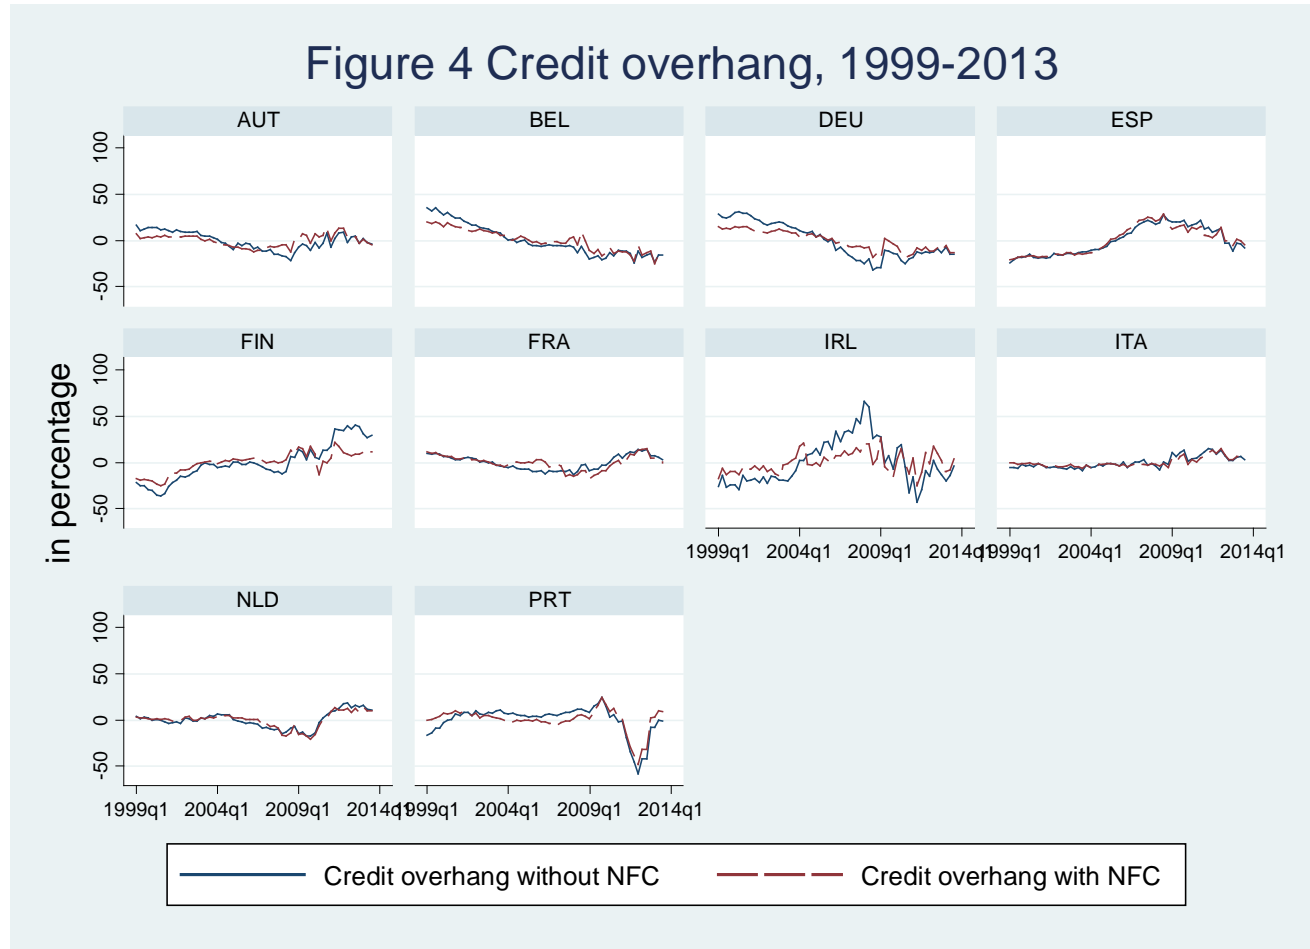 Figure 4 Credit overhang, 1999-2013
AUT BEL DEU ESP
100
50
0
-50
FIN FRA IRL ITA
100
50
0
-50
1999q1 2004q1 2009q1 2014q1 1999q1 2004q1 2009q1 2014q1
in percentage
NLD PRT
100
50
0
-50
1999q1 2004q1 2009q1 2014q1 1999q1 2004q1 2009q1 2014q1
Credit overhang without NFC Credit overhang with NFC